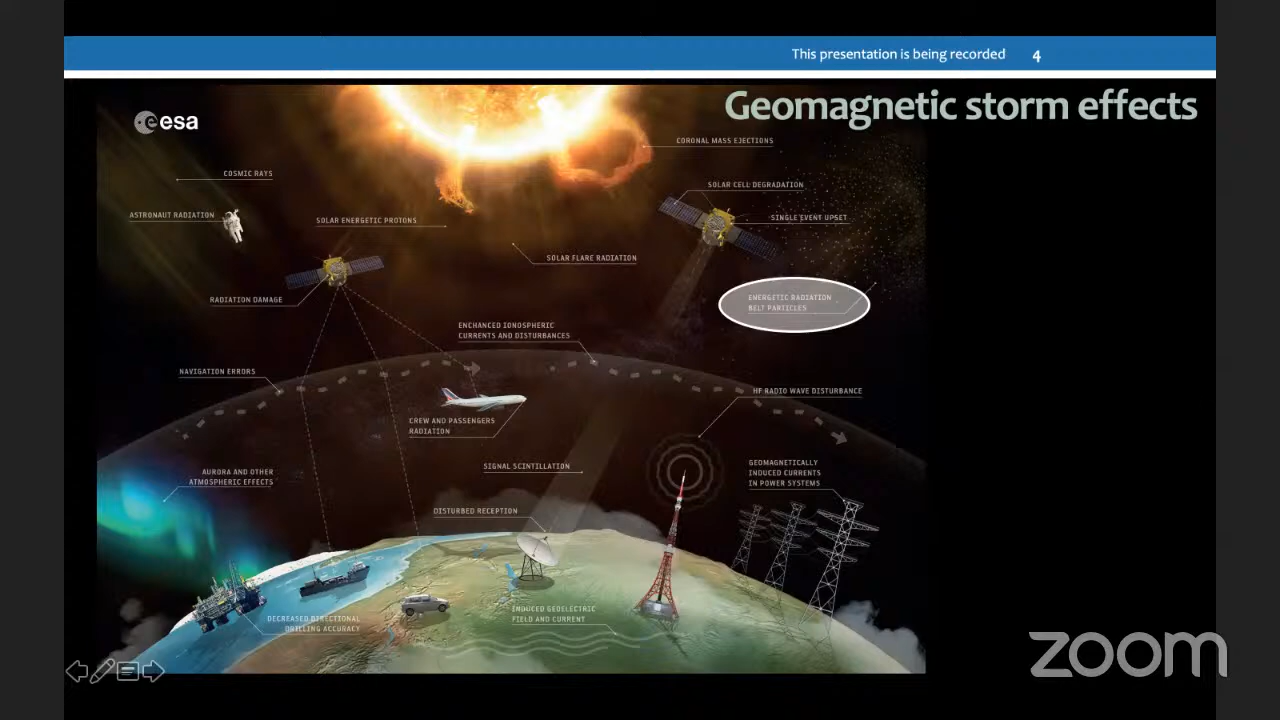 This presentation is being recorded 4
Geomagnetic storm effects
esa
CORONAL MASS EJECTIONS
COSMIC RAYS
SOLAR CELL DEGRADATION
ASTRONAUT RADIATION
SOLAR ENERGETIC PROTONS
SINGLE EVENT UPSET
SOLAR FLARE RADIATION
RADIATION DAMAGE
ENERGETIC RADIATION
BELT PARTICLES
ENCHANCED IONOSPHERIC
CURRENTS AND DISTURBANCES
NAVIGATION ERRORS
HF RADIO WAVE DISTURBANCE
CREW AND PASSENGERS
RADIATION
AURORA AND OTHER
ATMOSPHERIC EFFECTS
SIGNAL SCINTILLATION
GEOMAGNETICALLY
INDUCED CURRENTS
IN POWER SYSTEMS
DISTURBED RECEPTION
DECREASED DIRECTIONAL
DRILLING ACCURACY
INDUCED GEOELECTRIC
FIELD AND CURRENT
zoom